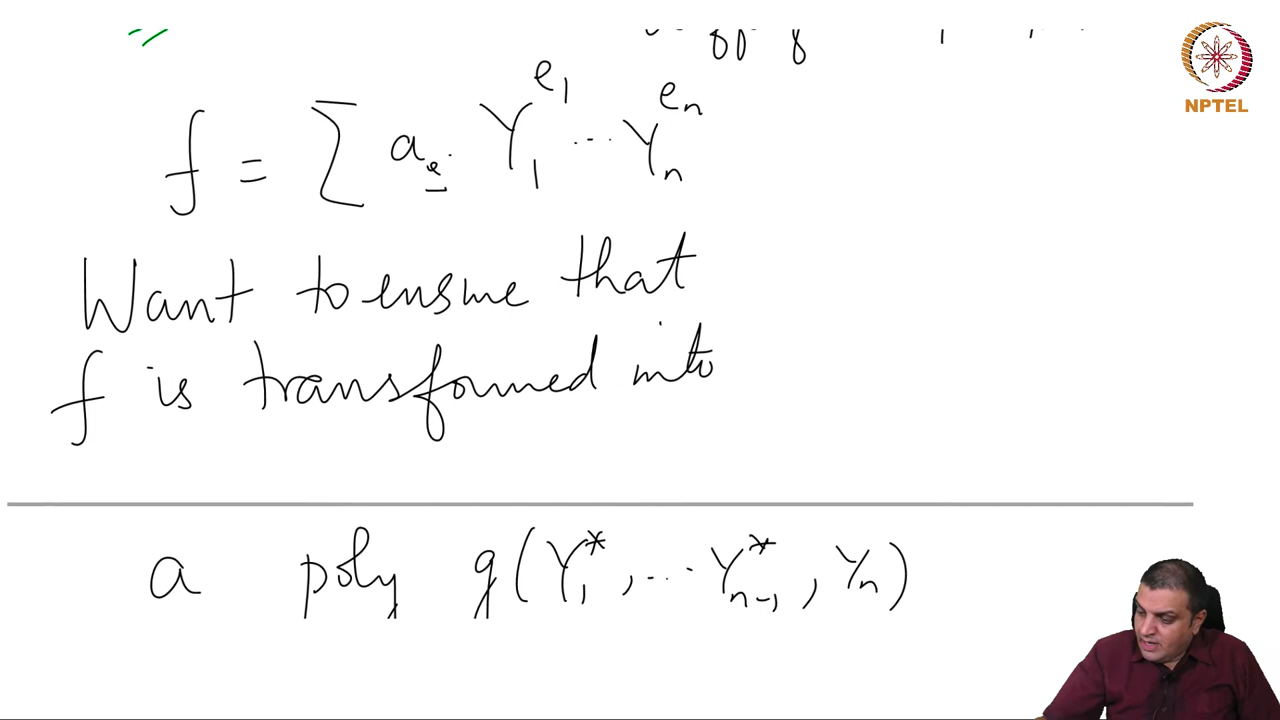 NPTEL
f = ∑ a_e Y_1^{e_1} ... Y_n^{e_n}
Want to ensure that
f is transformed into
a poly g(Y_1^*, ... Y_{n-1}^*, Y_n)